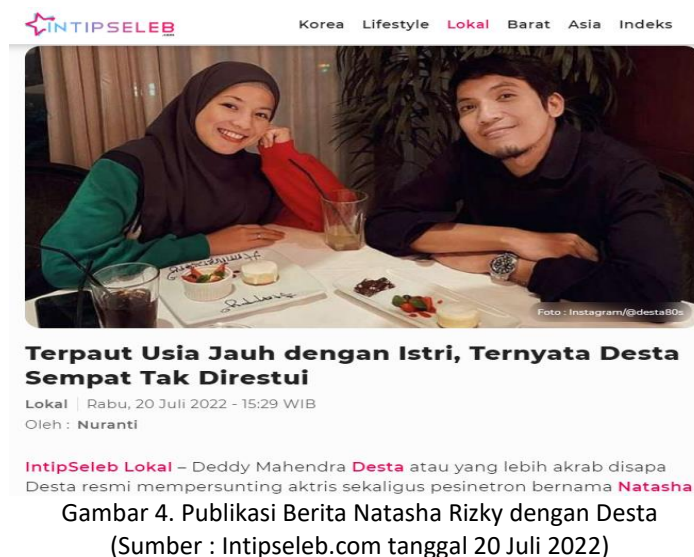 INTIPSELEB
.com
Korea Lifestyle Lokal Barat Asia Indeks
Foto : Instagram/@desta80s
Terpaut Usia Jauh dengan Istri, Ternyata Desta
Sempat Tak Direstui
Lokal | Rabu, 20 Juli 2022 - 15:29 WIB
Oleh : Nuranti
IntipSeleb Lokal – Deddy Mahendra Desta atau yang lebih akrab disapa
Desta resmi mempersunting aktris sekaligus pesinetron bernama Natasha
Gambar 4. Publikasi Berita Natasha Rizky dengan Desta
(Sumber : Intipseleb.com tanggal 20 Juli 2022)